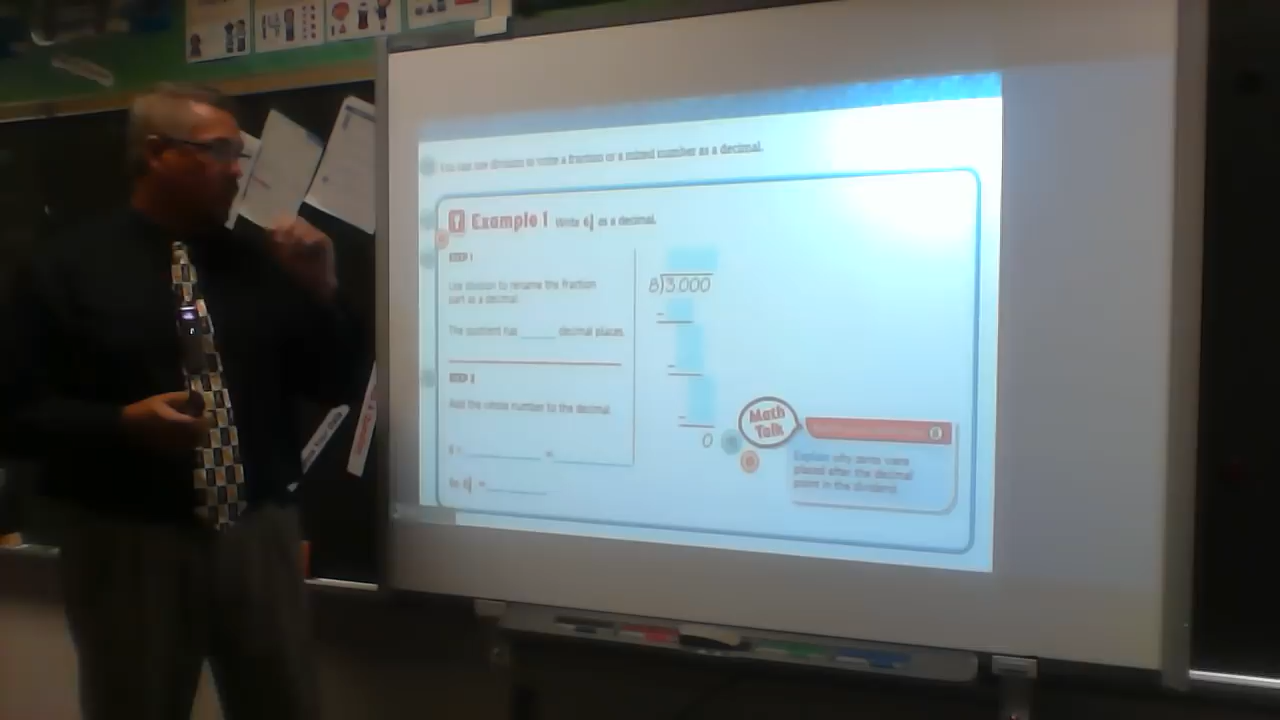 You can use division to write a fraction or a mixed number as a decimal.
Example 1 Write 6 as a decimal.
STEP 1
Use division to rename the fraction
part as a decimal.
The quotient has ______ decimal places.
8)3.000
0
STEP 2
Add the whole number to the decimal.
So 6 =
Math
Talk
Explain why zeros were
placed after the decimal
point in the dividend.